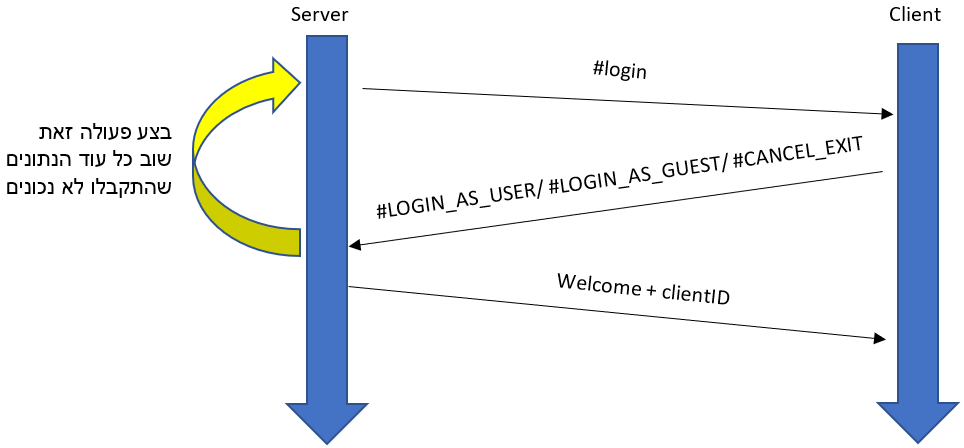 Server
Client
#login
בצע פעולה זאת
שוב כל עוד הנתונים
שהתקבלו לא נכונים
#LOGIN_AS_USER/ #LOGIN_AS_GUEST/ #CANCEL_EXIT
Welcome + clientID